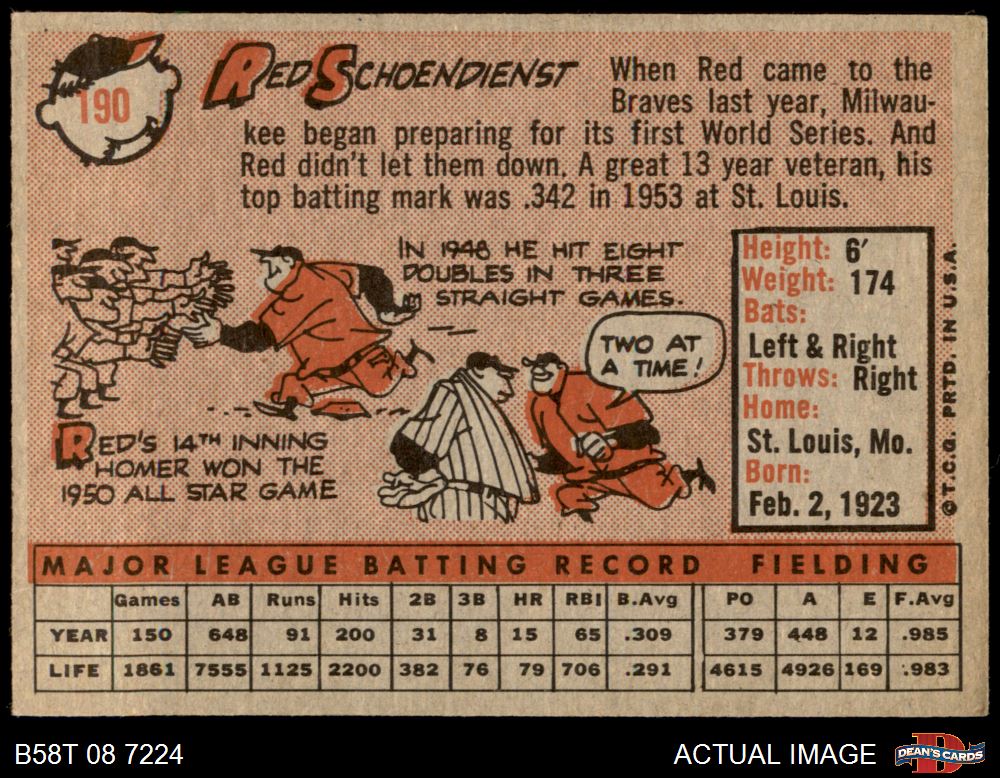 190
RED SCHOENDIENST
When Red came to the
Braves last year, Milwau-
kee began preparing for its first World Series. And
Red didn't let them down. A great 13 year veteran, his
top batting mark was .342 in 1953 at St. Louis.
IN 1948 HE HIT EIGHT
DOUBLES IN THREE
STRAIGHT GAMES.
TWO AT
A TIME!
RED'S 14TH INNING
HOMER WON THE
1950 ALL STAR GAME
Height: 6'
Weight: 174
Bats:
Left & Right
Throws: Right
Home:
St. Louis, Mo.
Born:
Feb. 2, 1923
© T.C.G. PRTD. IN U.S.A.
MAJOR LEAGUE BATTING RECORD FIELDING
Games AB Runs Hits 2B 3B HR RBI B.Avg PO A E F.Avg
YEAR 150 648 91 200 31 8 15 65 .309 379 448 12 .985
LIFE 1861 7555 1125 2200 382 76 79 706 .291 4615 4926 169 .983
B58T 08 7224 ACTUAL IMAGE DEAN'S CARDS